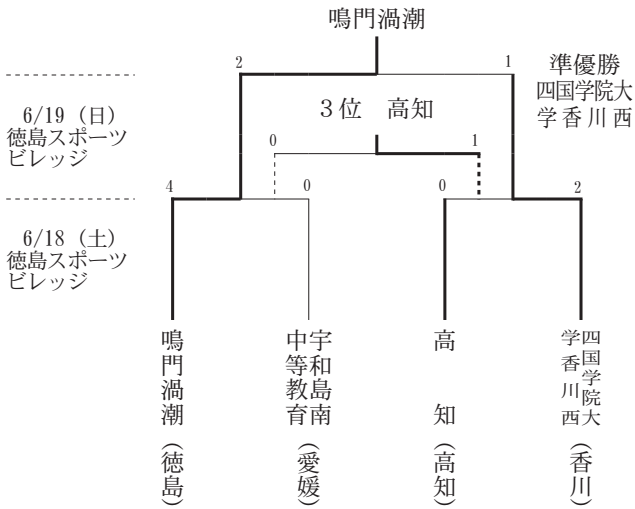 鳴門渦潮
2
1
準優勝
四国学院大
学香川西
6/19（日）
徳島スポーツ
ビレッジ
3位　高知
0
1
4
0
0
2
6/18（土）
徳島スポーツ
ビレッジ
鳴門渦潮（徳島）
宇和島南
中等教育（愛媛）
高　知（高知）
四国学院大
学香川西（香川）